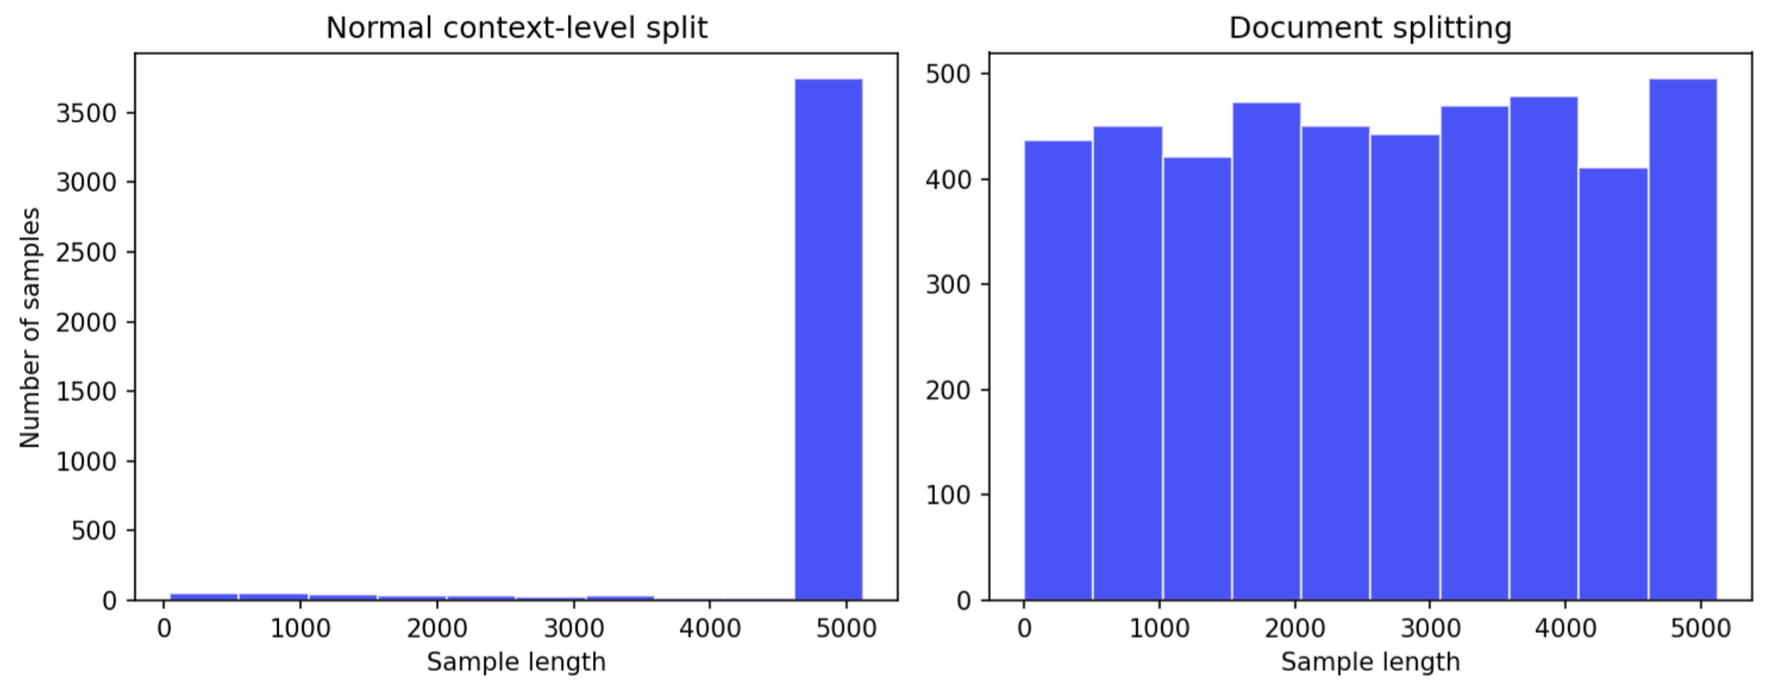 Normal context-level split
Number of samples
3500
3000
2500
2000
1500
1000
500
0
0 1000 2000 3000 4000 5000
Sample length
Document splitting
500
400
300
200
100
0
0 1000 2000 3000 4000 5000
Sample length